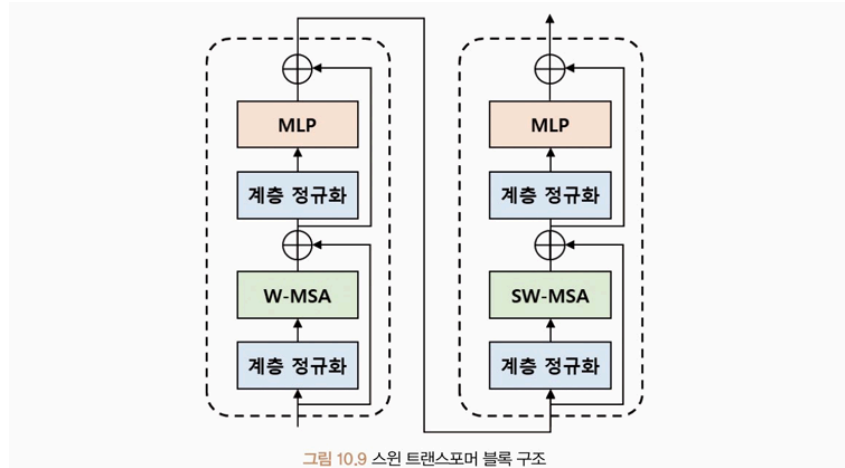 MLP
계층 정규화
W-MSA
계층 정규화
MLP
계층 정규화
SW-MSA
계층 정규화
그림 10.9 스윈 트랜스포머 블록 구조